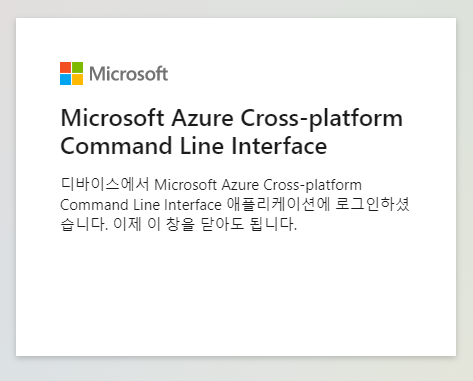 Microsoft
Microsoft Azure Cross-platform
Command Line Interface
디바이스에서 Microsoft Azure Cross-platform
Command Line Interface 애플리케이션에 로그인하셨
습니다. 이제 이 창을 닫아도 됩니다.